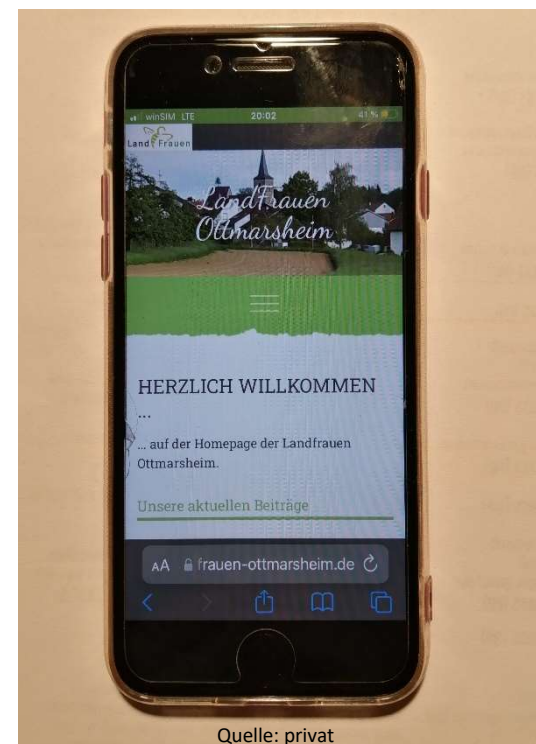 winSIM LTE 20:02 41 %
Land Frauen
LandFrauen
Ottmarsheim
HERZLICH WILLKOMMEN
...
... auf der Homepage der Landfrauen
Ottmarsheim.
Unsere aktuellen Beiträge
AA frauen-ottmarsheim.de
Quelle: privat